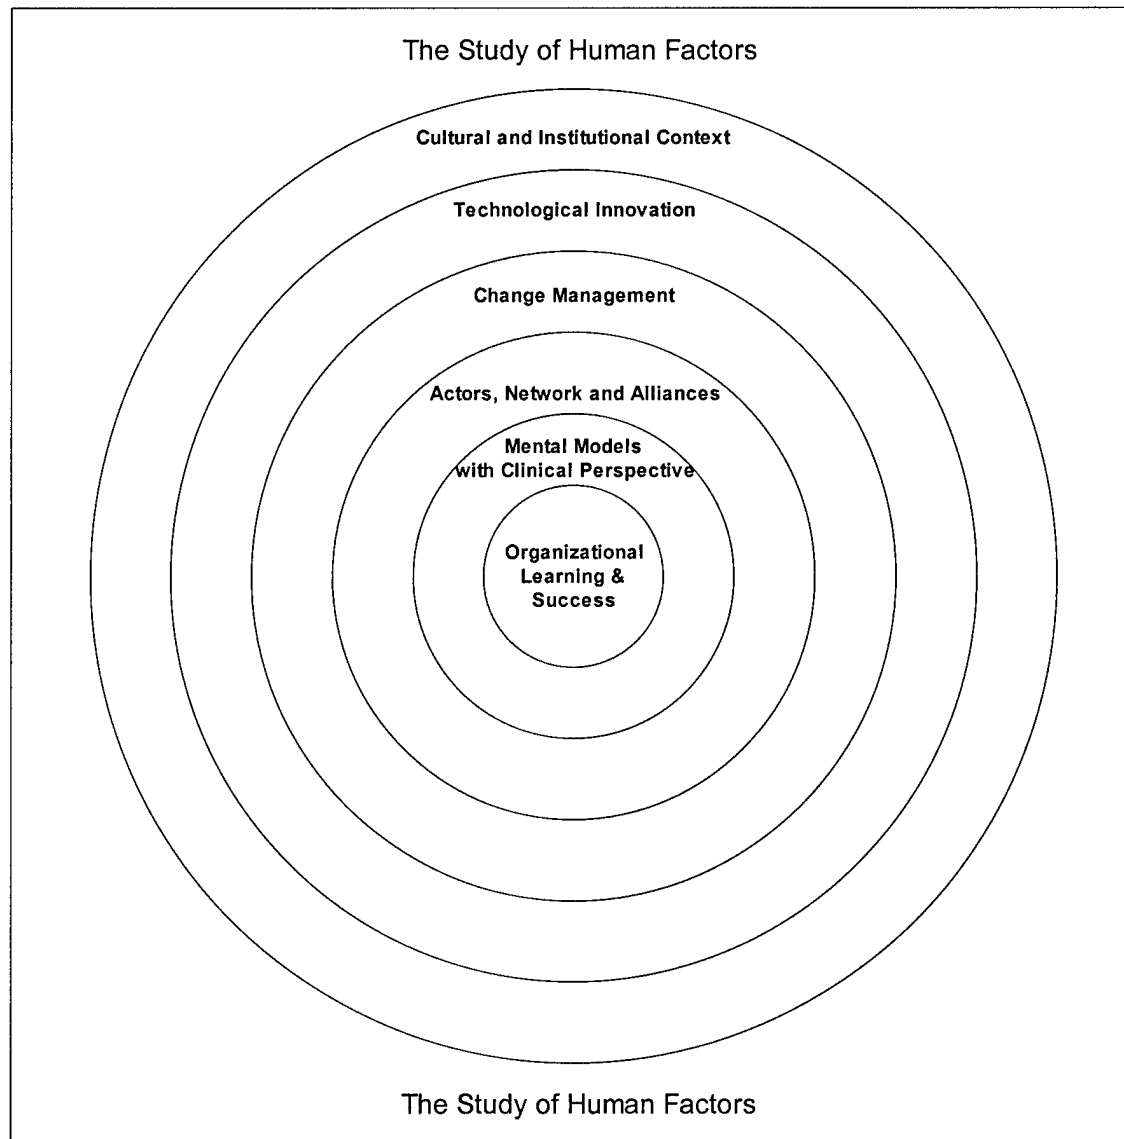 The Study of Human Factors
Cultural and Institutional Context
Technological Innovation
Change Management
Actors, Network and Alliances
Mental Models
with Clinical Perspective
Organizational
Learning &
Success
The Study of Human Factors